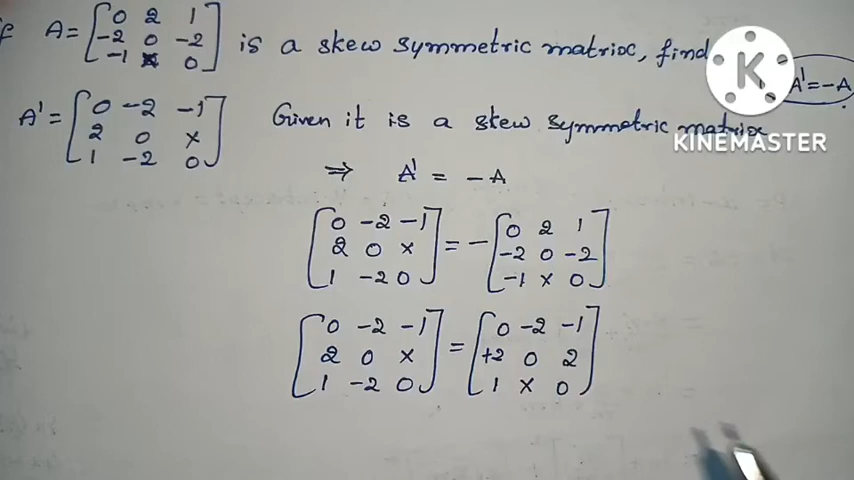 If A = [0 2 1
-2 0 -2
-1 x 0] is a skew symmetric matrix, find
A' = -A
A' = [0 -2 -1
2 0 x
1 -2 0] Given it is a skew symmetric matrix
K
KINEMASTER
⇒ A' = -A
[0 -2 -1
2 0 x
1 -2 0] = - [0 2 1
-2 0 -2
-1 x 0]
[0 -2 -1
2 0 x
1 -2 0] = [0 -2 -1
+2 0 2
1 x 0]